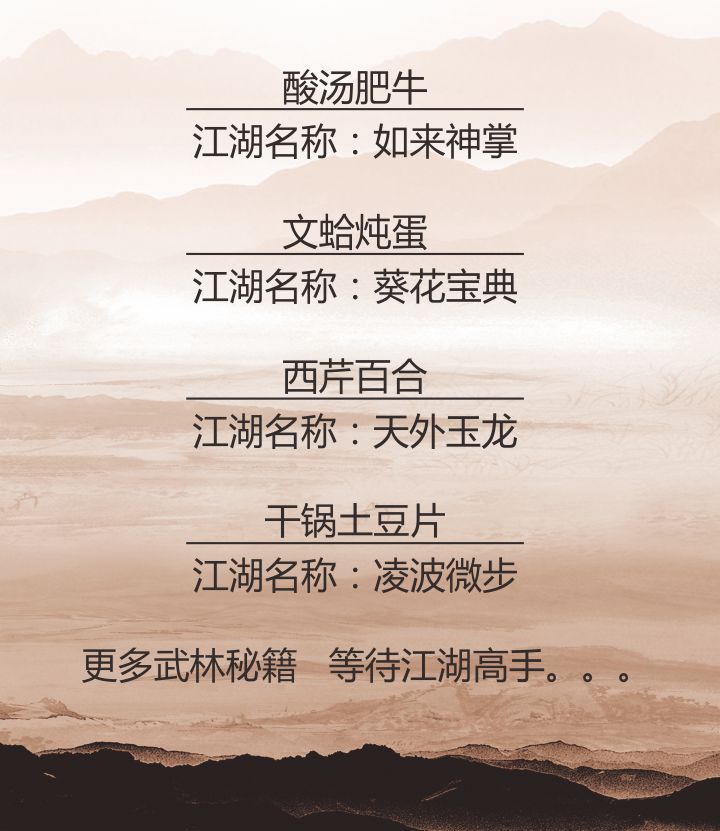 酸汤肥牛
江湖名称：如来神掌
文蛤炖蛋
江湖名称：葵花宝典
西芹百合
江湖名称：天外玉龙
干锅土豆片
江湖名称：凌波微步
更多武林秘籍 等待江湖高手。。。